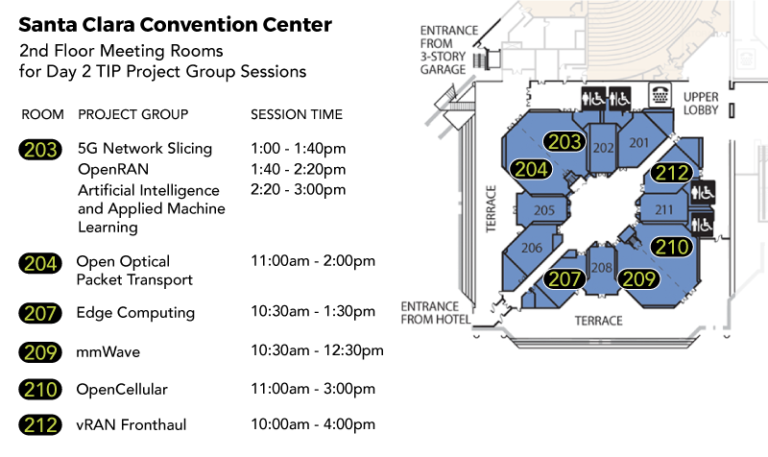 Santa Clara Convention Center
2nd Floor Meeting Rooms
for Day 2 TIP Project Group Sessions
ROOM PROJECT GROUP SESSION TIME
203 5G Network Slicing 1:00 - 1:40pm
OpenRAN 1:40 - 2:20pm
Artificial Intelligence 2:20 - 3:00pm
and Applied Machine
Learning
204 Open Optical 11:00am - 2:00pm
Packet Transport
207 Edge Computing 10:30am - 1:30pm
209 mmWave 10:30am - 12:30pm
210 OpenCellular 11:00am - 3:00pm
212 vRAN Fronthaul 10:00am - 4:00pm
ENTRANCE
FROM
3-STORY
GARAGE
UPPER
LOBBY
203
202
201
204
212
TERRACE
205
211
206
210
207
208
209
ENTRANCE
FROM HOTEL
TERRACE